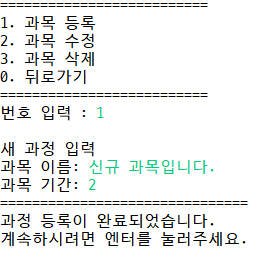 ==========================
1. 과목 등록
2. 과목 수정
3. 과목 삭제
0. 뒤로가기
==========================
번호 입력 : 1
새 과정 입력
과목 이름: 신규 과목입니다.
과목 기간: 2
===============================
과정 등록이 완료되었습니다.
계속하시려면 엔터를 눌러주세요.